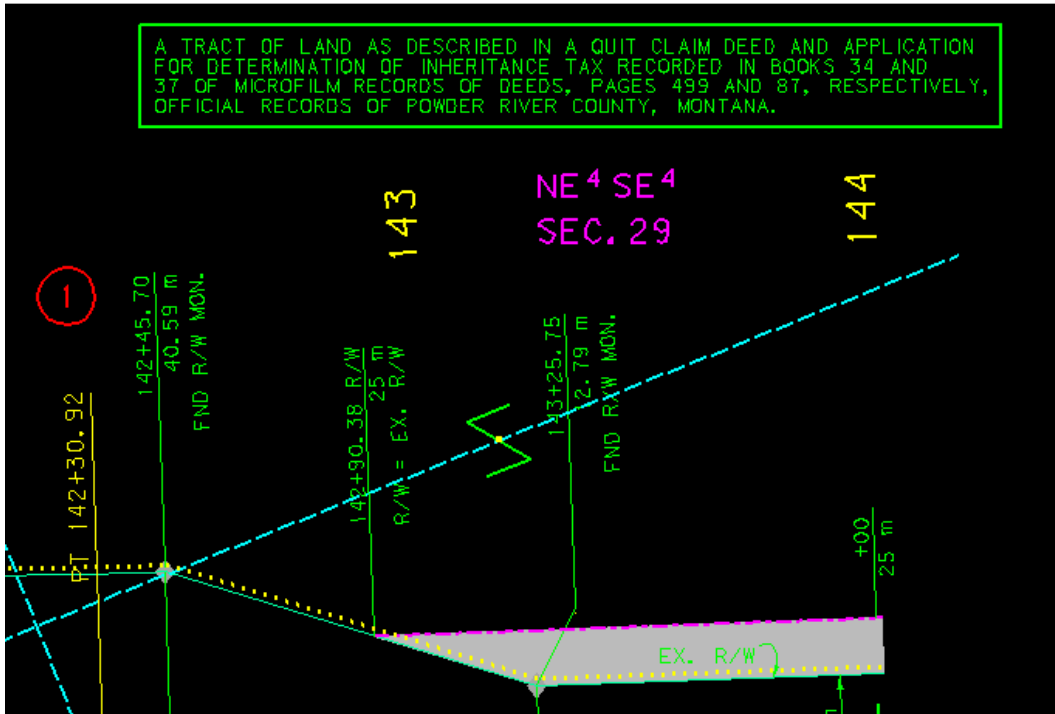 A TRACT OF LAND AS DESCRIBED IN A QUIT CLAIM DEED AND APPLICATION
FOR DETERMINATION OF INHERITANCE TAX RECORDED IN BOOKS 34 AND
37 OF MICROFILM RECORDS OF DEEDS, PAGES 499 AND 87, RESPECTIVELY,
OFFICIAL RECORDS OF POWDER RIVER COUNTY, MONTANA.
NE⁴ SE⁴
SEC. 29
143
144
1
142+45.70
40.59 m
FND R/W MON.
PT 142+30.92
142+90.38 R/W
25 m
R/W = EX. R/W
143+25.75
FND R/W MON.
+00
25 m
EX. R/W